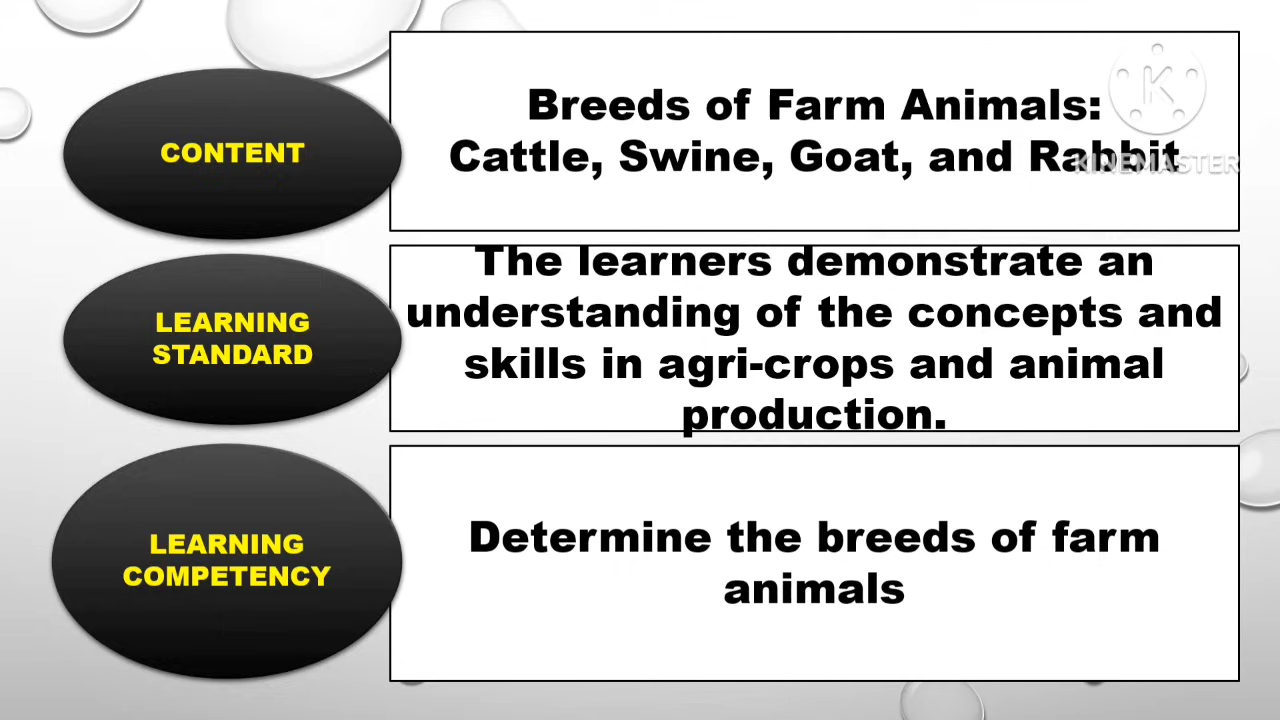 CONTENT
Breeds of Farm Animals:
Cattle, Swine, Goat, and Rabbit
KINEMASTER
LEARNING
STANDARD
The learners demonstrate an
understanding of the concepts and
skills in agri-crops and animal
production.
LEARNING
COMPETENCY
Determine the breeds of farm
animals